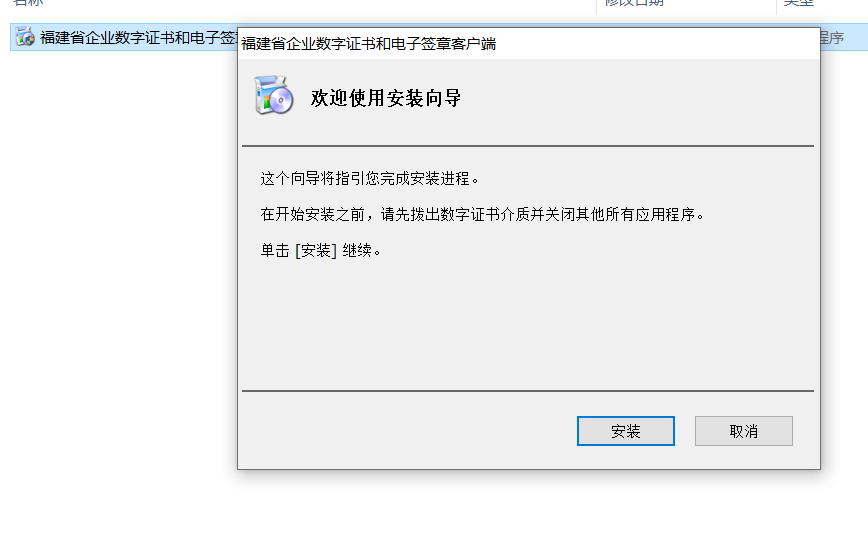 名称 修改日期 类型
福建省企业数字证书和电子签 程序
福建省企业数字证书和电子签章客户端
欢迎使用安装向导
这个向导将指引您完成安装进程。
在开始安装之前，请先拨出数字证书介质并关闭其他所有应用程序。
单击 [安装] 继续。
安装 取消